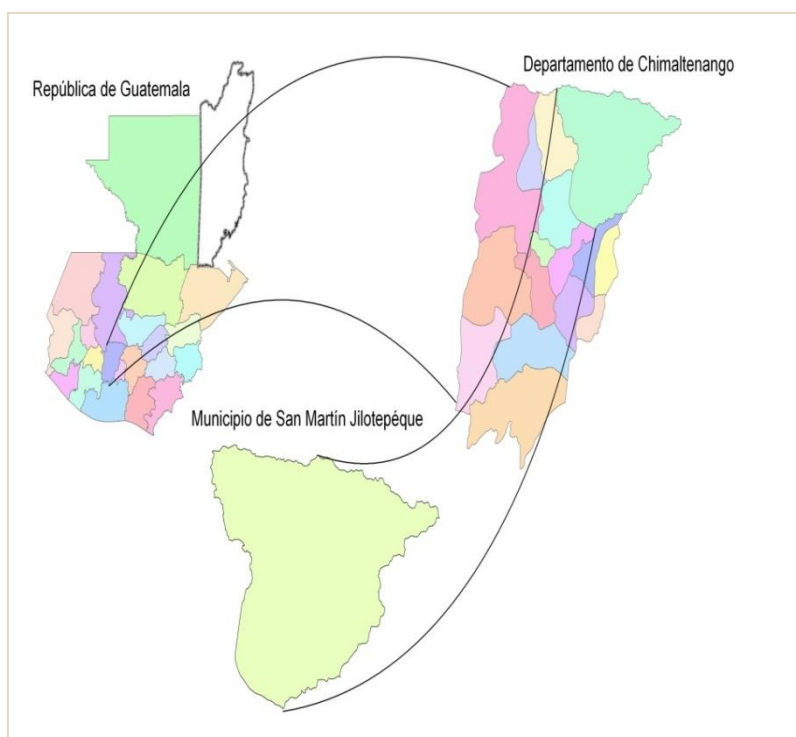 República de Guatemala
Departamento de Chimaltenango
Municipio de San Martín Jilotepéque